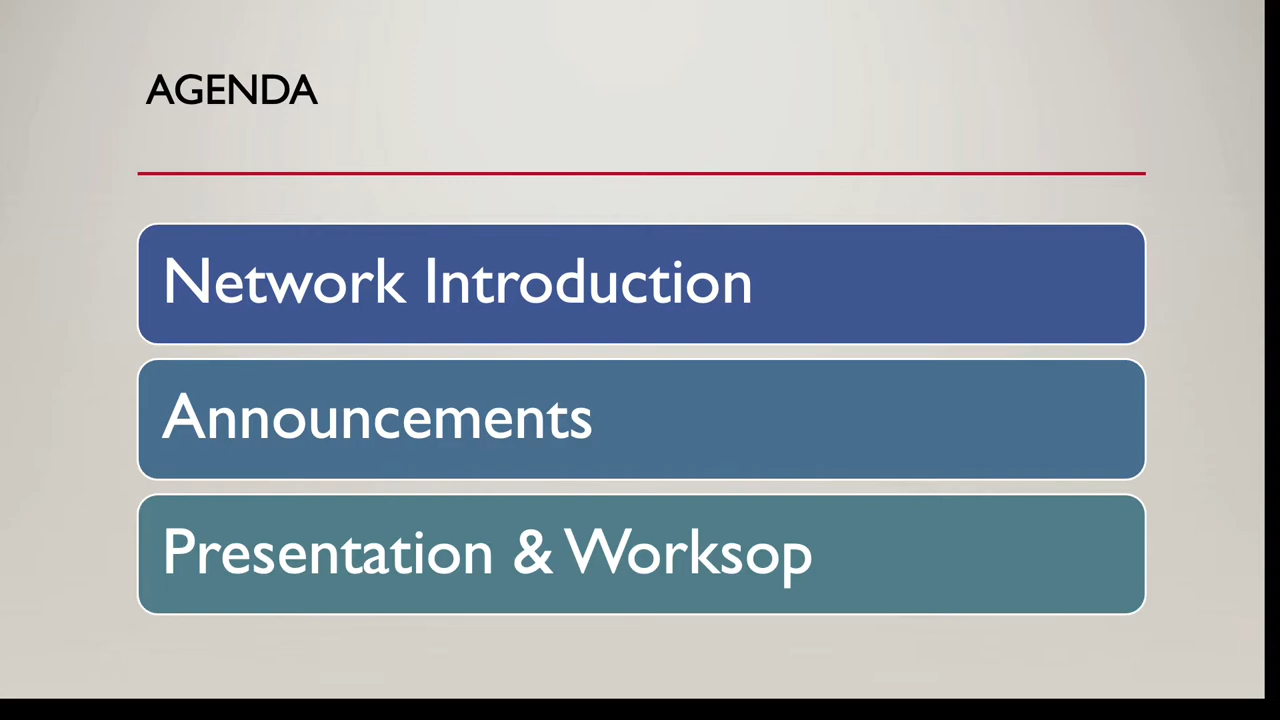 AGENDA
Network Introduction
Announcements
Presentation & Worksop